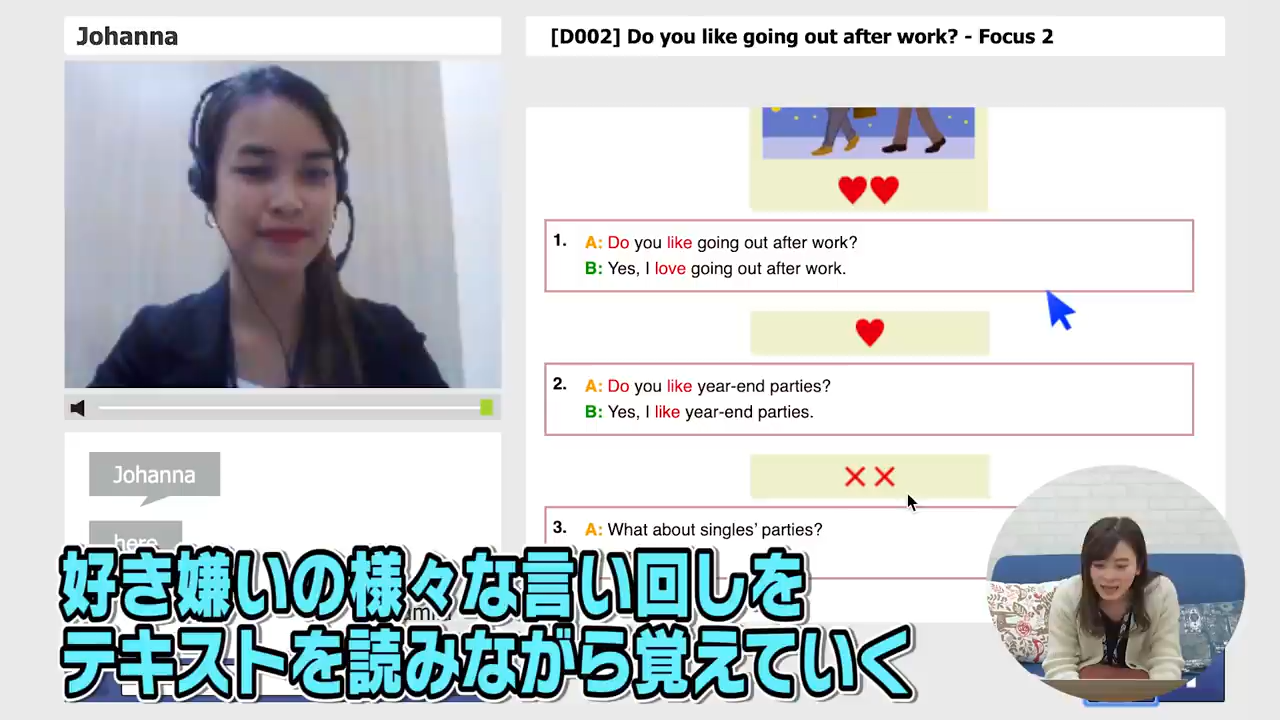 Johanna
[D002] Do you like going out after work? - Focus 2
1. A: Do you like going out after work?
B: Yes, I love going out after work.
2. A: Do you like year-end parties?
B: Yes, I like year-end parties.
3. A: What about singles' parties?
Johanna
here
好き嫌いの様々な言い回しを
テキストを読みながら覚えていく